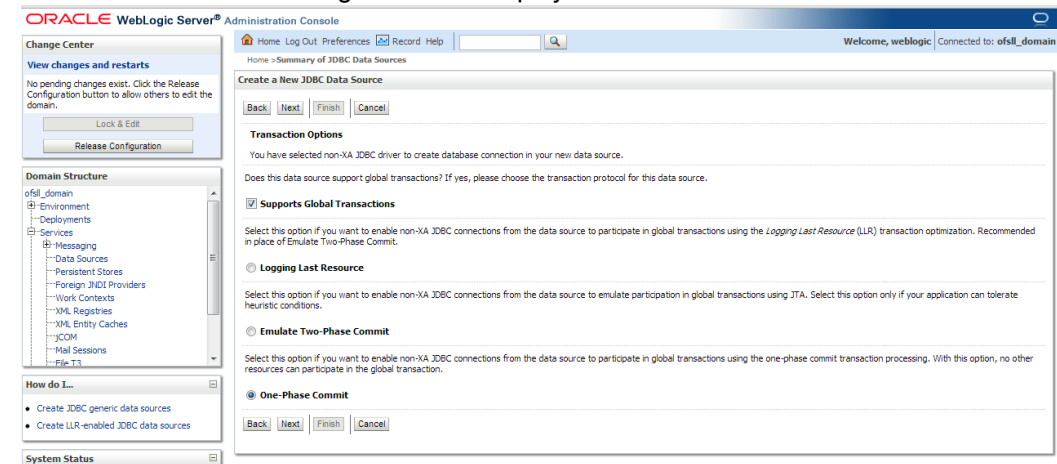 ORACLE WebLogic Server® Administration Console
Change Center
View changes and restarts
No pending changes exist. Click the Release
Configuration button to allow others to edit the
domain.
Lock & Edit
Release Configuration
Domain Structure
ofsll_domain
Environment
Deployments
Services
Messaging
Data Sources
Persistent Stores
Foreign JNDI Providers
Work Contexts
XML Registries
XML Entity Caches
jCOM
Mail Sessions
File T3
How do I...
Create JDBC generic data sources
Create LLR-enabled JDBC data sources
System Status
Home Log Out Preferences Record Help
Welcome, weblogic Connected to: ofsll_domain
Home >Summary of JDBC Data Sources
Create a New JDBC Data Source
Back Next Finish Cancel
Transaction Options
You have selected non-XA JDBC driver to create database connection in your new data source.
Does this data source support global transactions? If yes, please choose the transaction protocol for this data source.
Supports Global Transactions
Select this option if you want to enable non-XA JDBC connections from the data source to participate in global transactions using the Logging Last Resource (LLR) transaction optimization. Recommended
in place of Emulate Two-Phase Commit.
Logging Last Resource
Select this option if you want to enable non-XA JDBC connections from the data source to emulate participation in global transactions using JTA. Select this option only if your application can tolerate
heuristic conditions.
Emulate Two-Phase Commit
Select this option if you want to enable non-XA JDBC connections from the data source to participate in global transactions using the one-phase commit transaction processing. With this option, no other
resources can participate in the global transaction.
One-Phase Commit
Back Next Finish Cancel